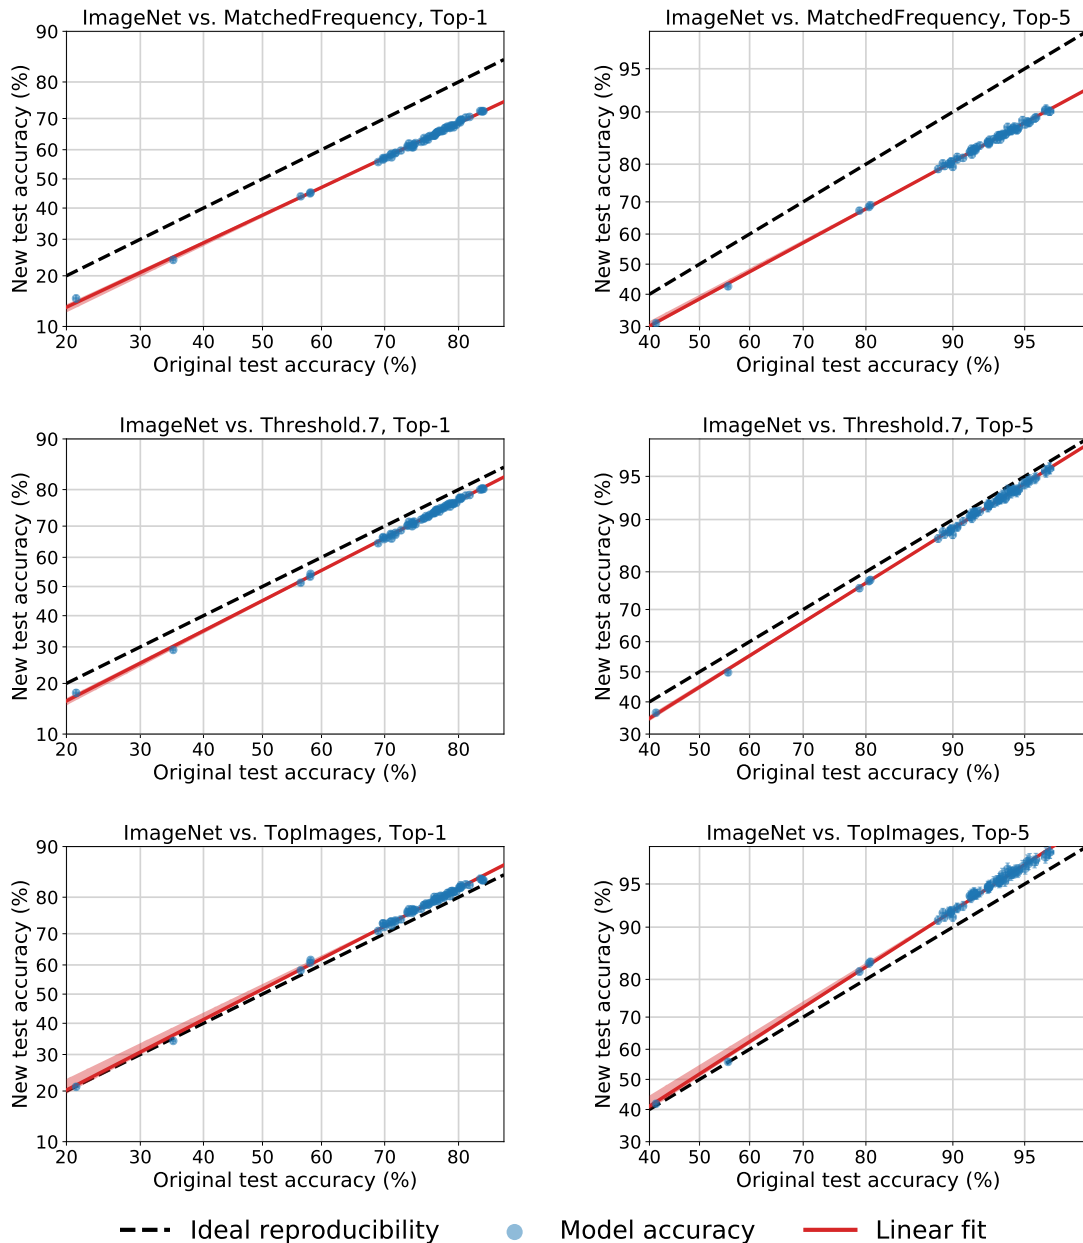 ImageNet vs. MatchedFrequency, Top-1
New test accuracy (%)
90
80
70
60
50
40
30
20
10
20 30 40 50 60 70 80
Original test accuracy (%)
ImageNet vs. MatchedFrequency, Top-5
New test accuracy (%)
95
90
80
70
60
50
40
30
40 50 60 70 80 90 95
Original test accuracy (%)
ImageNet vs. Threshold.7, Top-1
New test accuracy (%)
90
80
70
60
50
40
30
20
10
20 30 40 50 60 70 80
Original test accuracy (%)
ImageNet vs. Threshold.7, Top-5
New test accuracy (%)
95
90
80
70
60
50
40
30
40 50 60 70 80 90 95
Original test accuracy (%)
ImageNet vs. TopImages, Top-1
New test accuracy (%)
90
80
70
60
50
40
30
20
10
20 30 40 50 60 70 80
Original test accuracy (%)
ImageNet vs. TopImages, Top-5
New test accuracy (%)
95
90
80
70
60
50
40
30
40 50 60 70 80 90 95
Original test accuracy (%)
Ideal reproducibility Model accuracy Linear fit